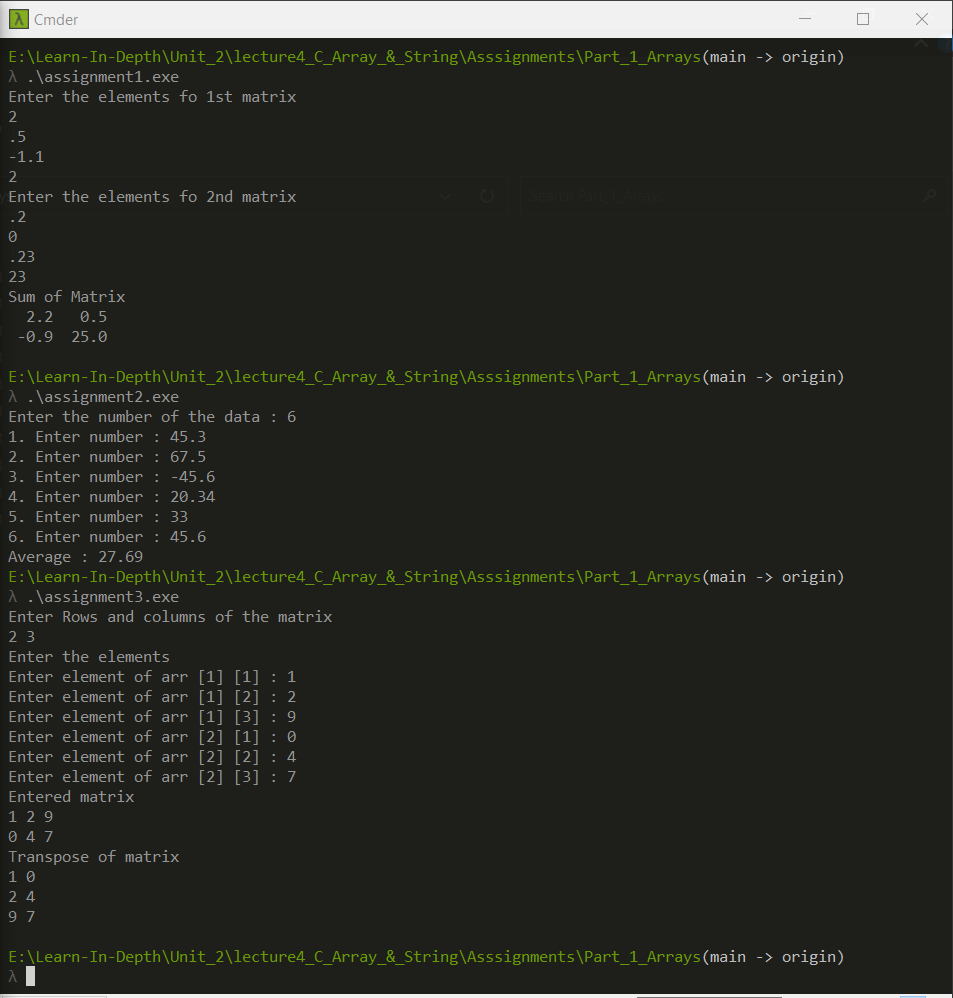 Cmder
E:\Learn-In-Depth\Unit_2\lecture4_C_Array_&_String\Asssignments\Part_1_Arrays(main -> origin)
λ .\assignment1.exe
Enter the elements fo 1st matrix
2
.5
-1.1
2
Enter the elements fo 2nd matrix
.2
0
.23
23
Sum of Matrix
  2.2   0.5
 -0.9  25.0
E:\Learn-In-Depth\Unit_2\lecture4_C_Array_&_String\Asssignments\Part_1_Arrays(main -> origin)
λ .\assignment2.exe
Enter the number of the data : 6
1. Enter number : 45.3
2. Enter number : 67.5
3. Enter number : -45.6
4. Enter number : 20.34
5. Enter number : 33
6. Enter number : 45.6
Average : 27.69
E:\Learn-In-Depth\Unit_2\lecture4_C_Array_&_String\Asssignments\Part_1_Arrays(main -> origin)
λ .\assignment3.exe
Enter Rows and columns of the matrix
2 3
Enter the elements
Enter element of arr [1] [1] : 1
Enter element of arr [1] [2] : 2
Enter element of arr [1] [3] : 9
Enter element of arr [2] [1] : 0
Enter element of arr [2] [2] : 4
Enter element of arr [2] [3] : 7
Entered matrix
1 2 9
0 4 7
Transpose of matrix
1 0
2 4
9 7
E:\Learn-In-Depth\Unit_2\lecture4_C_Array_&_String\Asssignments\Part_1_Arrays(main -> origin)
λ